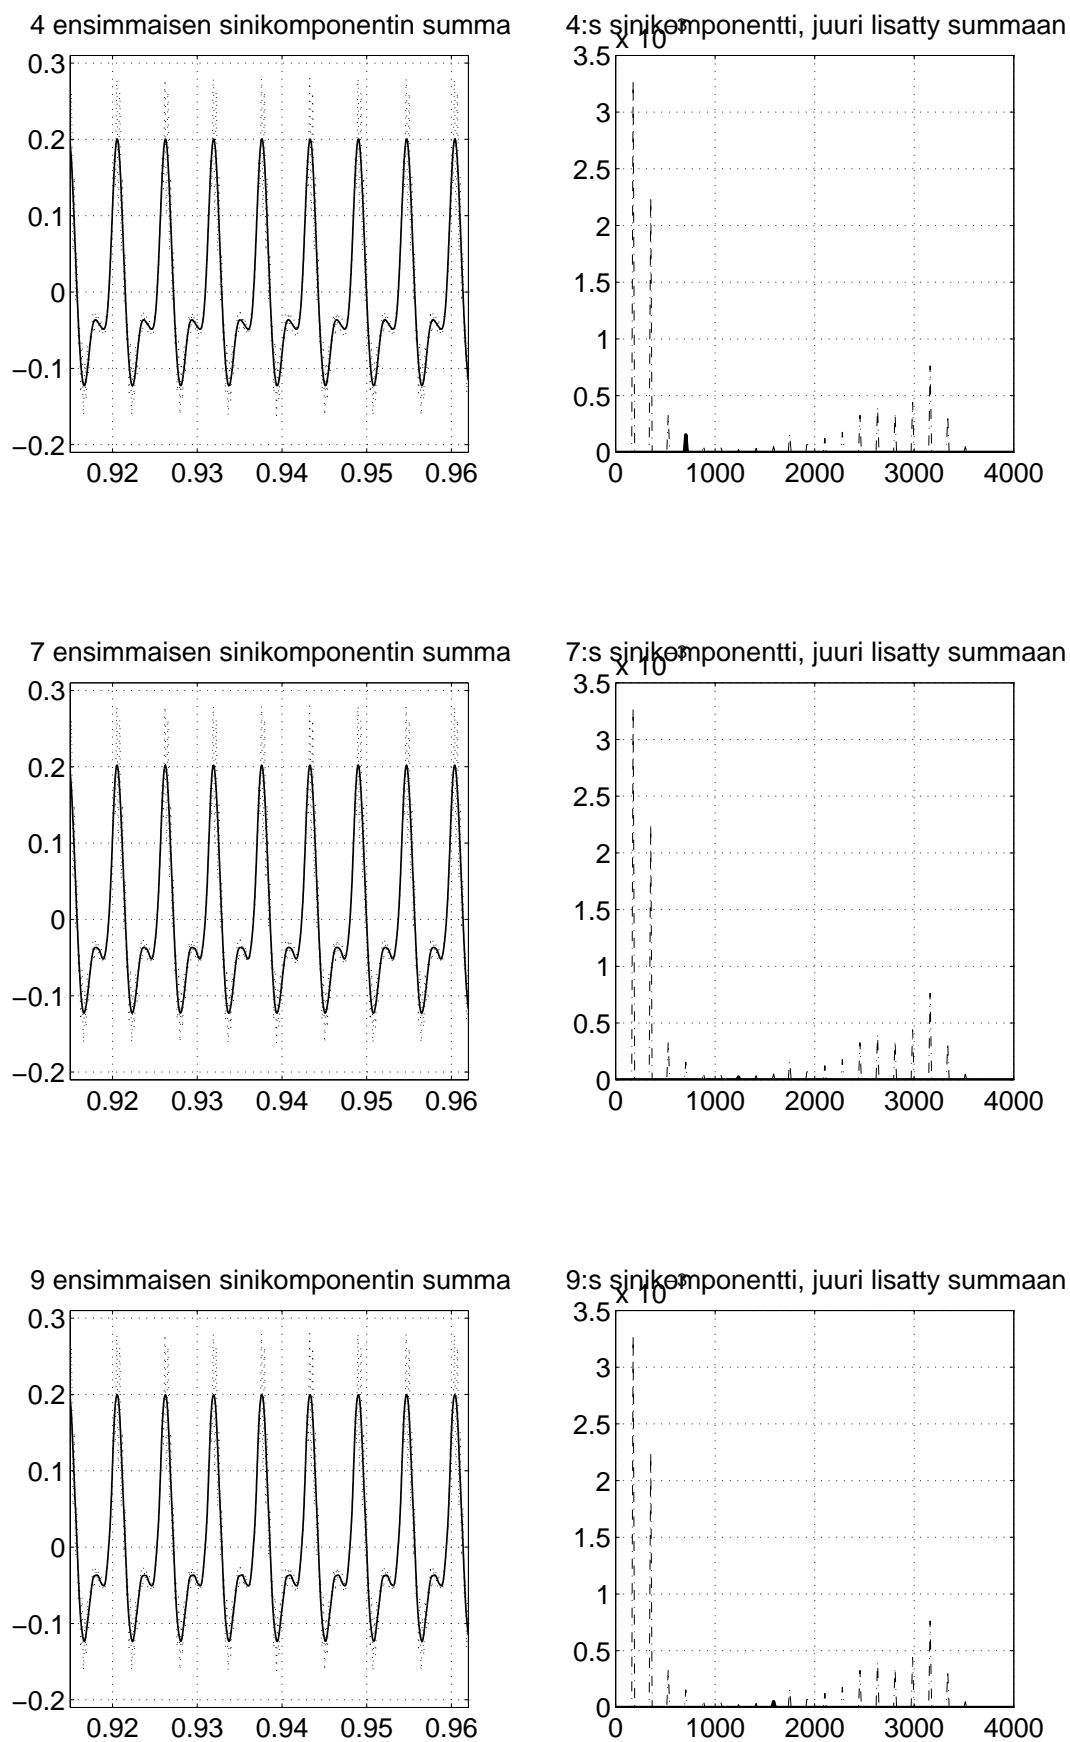 4 ensimmaisen sinikomponentin summa
0.3
0.2
0.1
0
−0.1
−0.2
0.92 0.93 0.94 0.95 0.96
4:s sinikomponentti, juuri lisatty summaan
x 10^-3
3.5
3
2.5
2
1.5
1
0.5
0
0 1000 2000 3000 4000
7 ensimmaisen sinikomponentin summa
0.3
0.2
0.1
0
−0.1
−0.2
0.92 0.93 0.94 0.95 0.96
7:s sinikomponentti, juuri lisatty summaan
x 10^-3
3.5
3
2.5
2
1.5
1
0.5
0
0 1000 2000 3000 4000
9 ensimmaisen sinikomponentin summa
0.3
0.2
0.1
0
−0.1
−0.2
0.92 0.93 0.94 0.95 0.96
9:s sinikomponentti, juuri lisatty summaan
x 10^-3
3.5
3
2.5
2
1.5
1
0.5
0
0 1000 2000 3000 4000